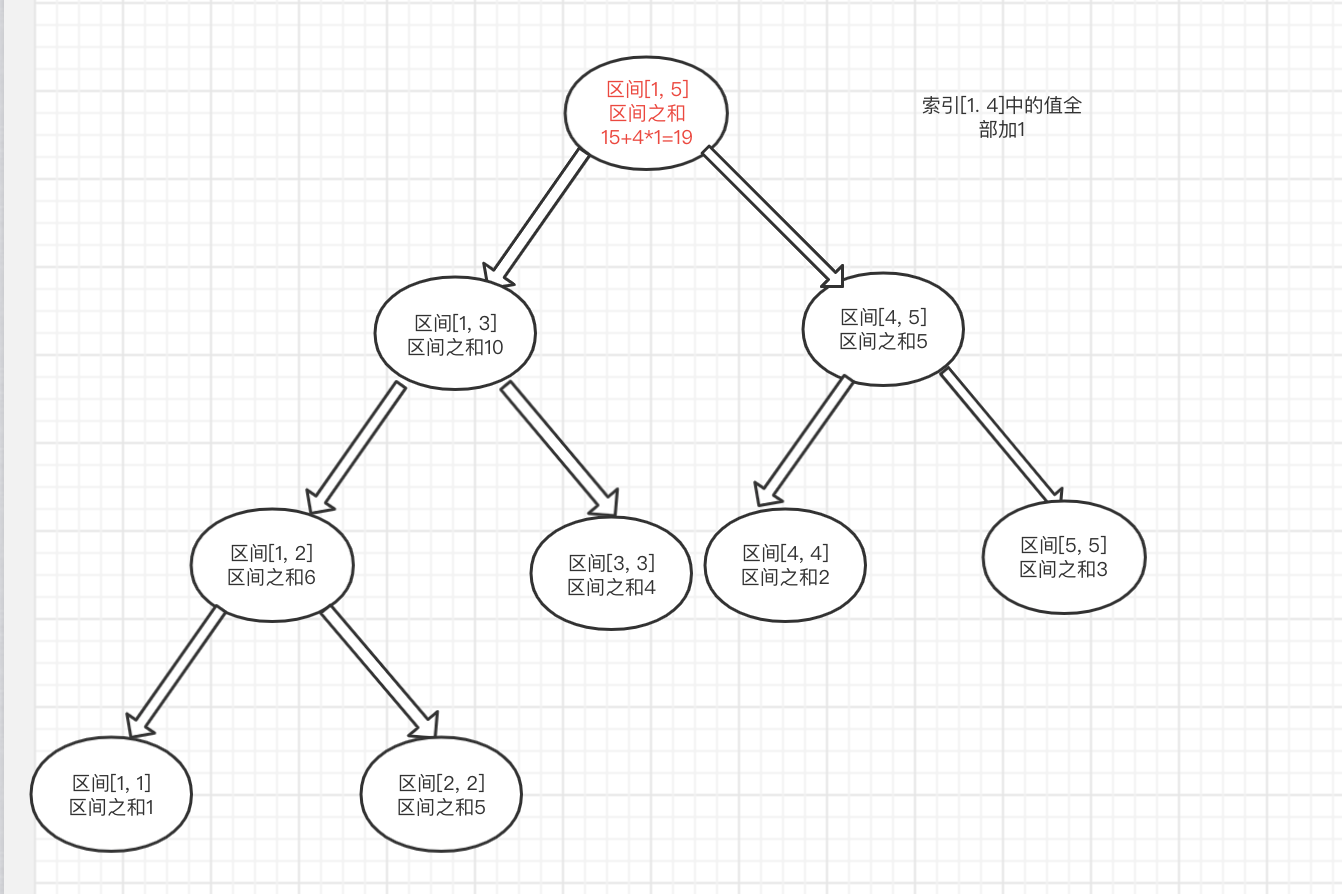 区间[1, 5]
区间之和
15+4*1=19
索引[1. 4]中的值全
部加1
区间[1, 3]
区间之和10
区间[4, 5]
区间之和5
区间[1, 2]
区间之和6
区间[3, 3]
区间之和4
区间[4, 4]
区间之和2
区间[5, 5]
区间之和3
区间[1, 1]
区间之和1
区间[2, 2]
区间之和5